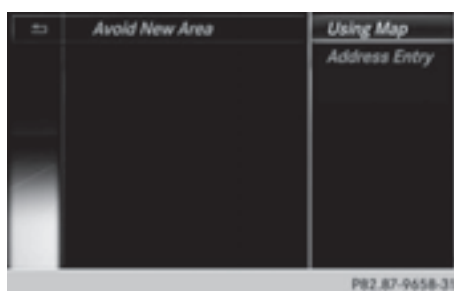 Avoid New Area
Using Map
Address Entry
P82.87-9658-31